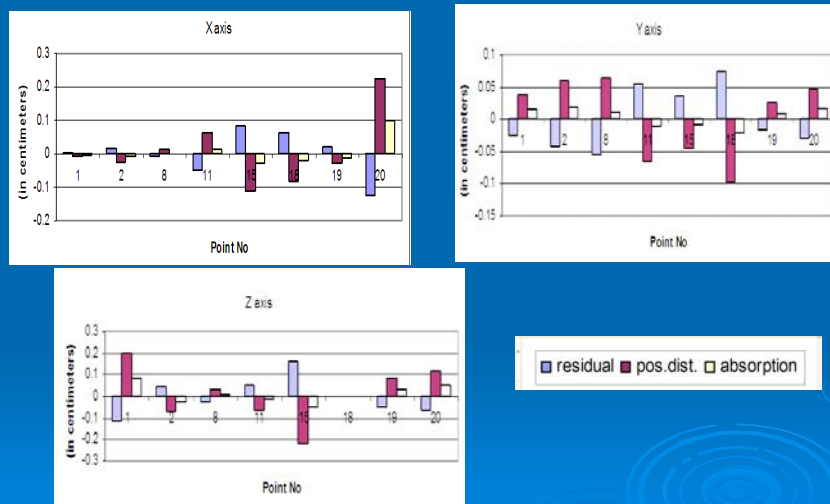 X axis
(in centimeters)
0.3
0.2
0.1
0
-0.1
-0.2
1 2 8 11 15 18 19 20
Point No
Y axis
(in centimeters)
0.1
0.05
0
-0.05
-0.1
-0.15
1 2 8 11 15 18 19 20
Point No
Z axis
(in centimeters)
0.3
0.2
0.1
0
-0.1
-0.2
-0.3
1 2 8 11 15 18 19 20
Point No
residual pos.dist. absorption